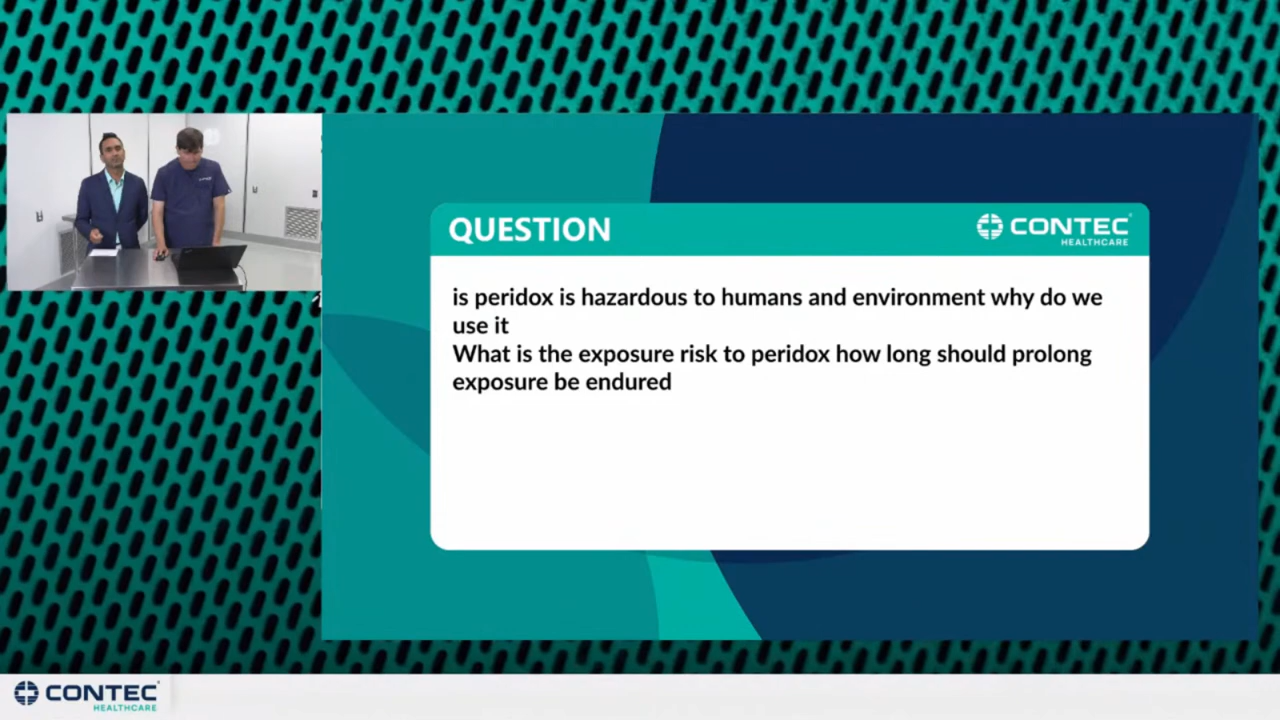 QUESTION
CONTEC
HEALTHCARE
is peridox is hazardous to humans and environment why do we
use it
What is the exposure risk to peridox how long should prolong
exposure be endured
CONTEC
HEALTHCARE